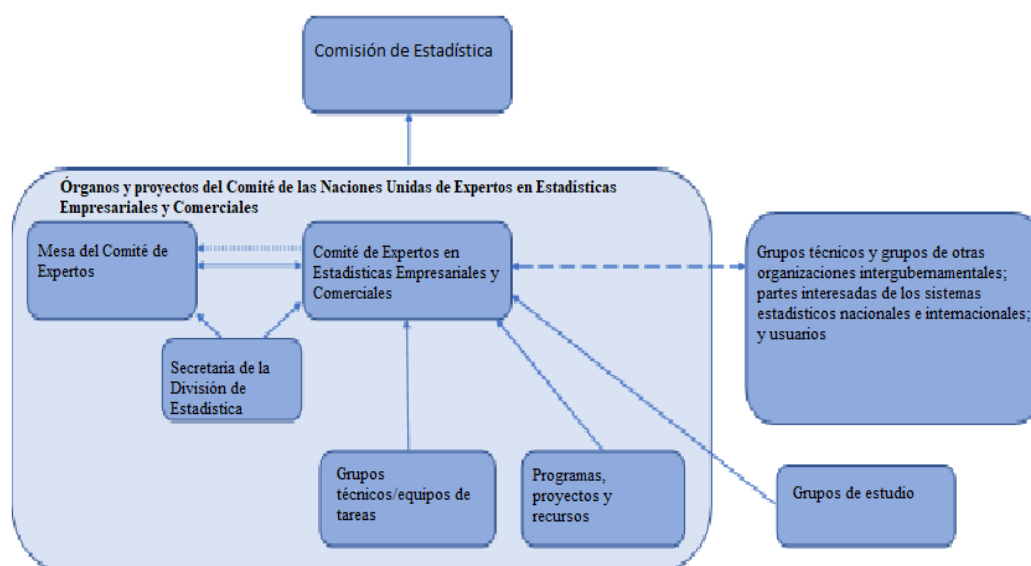 Comisión de Estadística
Órganos y proyectos del Comité de las Naciones Unidas de Expertos en Estadísticas
Empresariales y Comerciales
Mesa del Comité de
Expertos
Comité de Expertos en
Estadísticas Empresariales y
Comerciales
Grupos técnicos y grupos de otras
organizaciones intergubernamentales;
partes interesadas de los sistemas
estadísticos nacionales e internacionales;
y usuarios
Secretaría de la
División de
Estadística
Grupos
técnicos/equipos de
tareas
Programas,
proyectos y
recursos
Grupos de estudio